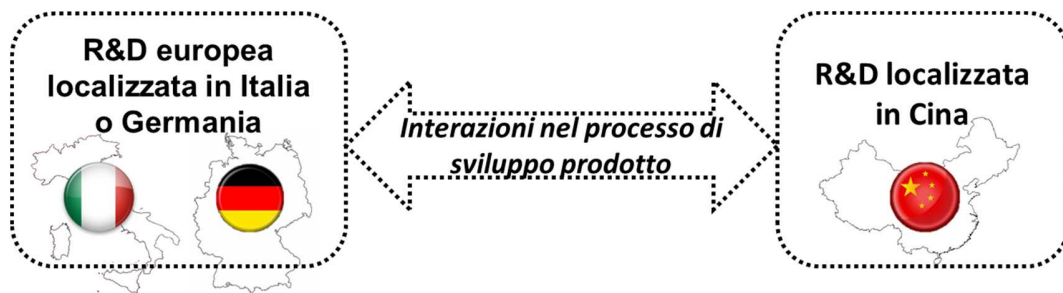 R&D europea
localizzata in Italia
o Germania
Interazioni nel processo di
sviluppo prodotto
R&D localizzata
in Cina